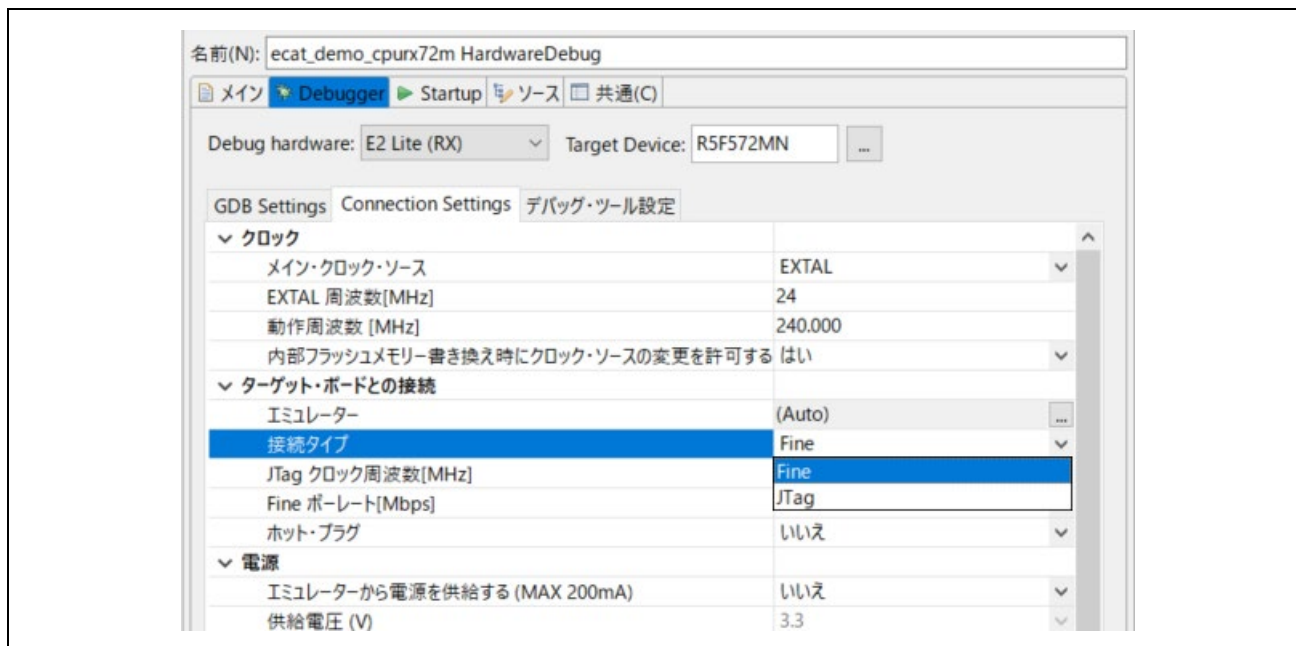 名前(N): ecat_demo_cpurx72m HardwareDebug
メイン Debugger Startup ソース 共通(C)
Debug hardware: E2 Lite (RX) Target Device: R5F572MN ...
GDB Settings Connection Settings デバッグ・ツール設定
クロック
メイン・クロック・ソース EXTAL
EXTAL 周波数[MHz] 24
動作周波数 [MHz] 240.000
内部フラッシュメモリー書き換え時にクロック・ソースの変更を許可する はい
ターゲット・ボードとの接続
エミュレーター (Auto) ...
接続タイプ Fine
JTag クロック周波数[MHz] Fine
Fine ボーレート[Mbps] JTag
ホット・プラグ いいえ
電源
エミュレーターから電源を供給する (MAX 200mA) いいえ
供給電圧 (V) 3.3